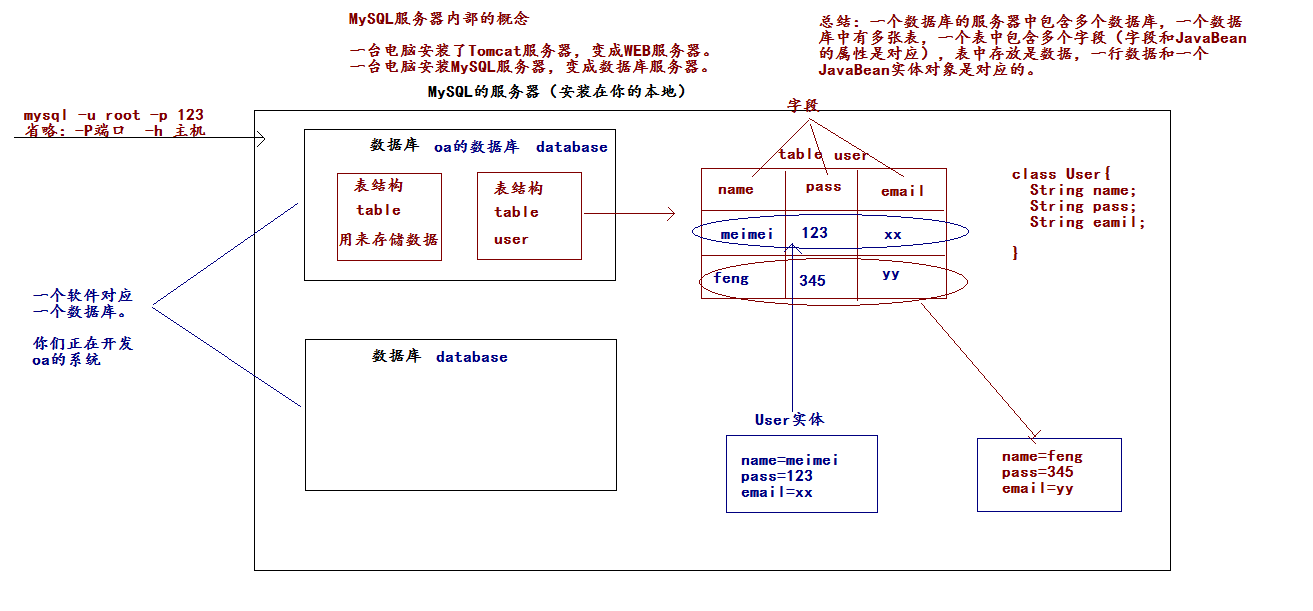 MySQL服务器内部的概念
一台电脑安装了Tomcat服务器，变成WEB服务器。
一台电脑安装MySQL服务器，变成数据库服务器。
总结：一个数据库的服务器中包含多个数据库，一个数据
库中有多张表，一个表中包含多个字段（字段和JavaBean
的属性是对应），表中存放是数据，一行数据和一个
JavaBean实体对象是对应的。
MySQL的服务器（安装在你的本地）
mysql -u root -p 123
省略：-P端口 -h 主机
数据库 oa的数据库 database
表结构
table
用来存储数据
表结构
table
user
字段
table user
name pass email
meimei 123 xx
feng 345 yy
class User{
String name;
String pass;
String eamil;
}
一个软件对应
一个数据库。
你们正在开发
oa的系统
数据库 database
User实体
name=meimei
pass=123
email=xx
name=feng
pass=345
email=yy